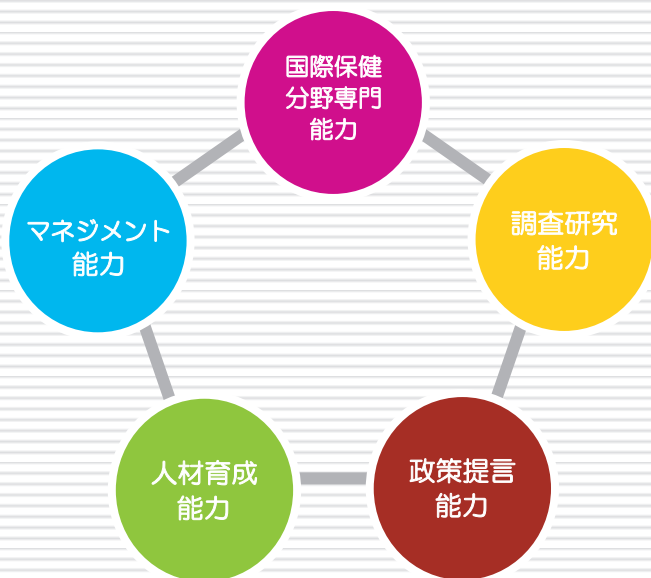 国際保健
分野専門
能力
マネジメント
能力
調査研究
能力
人材育成
能力
政策提言
能力